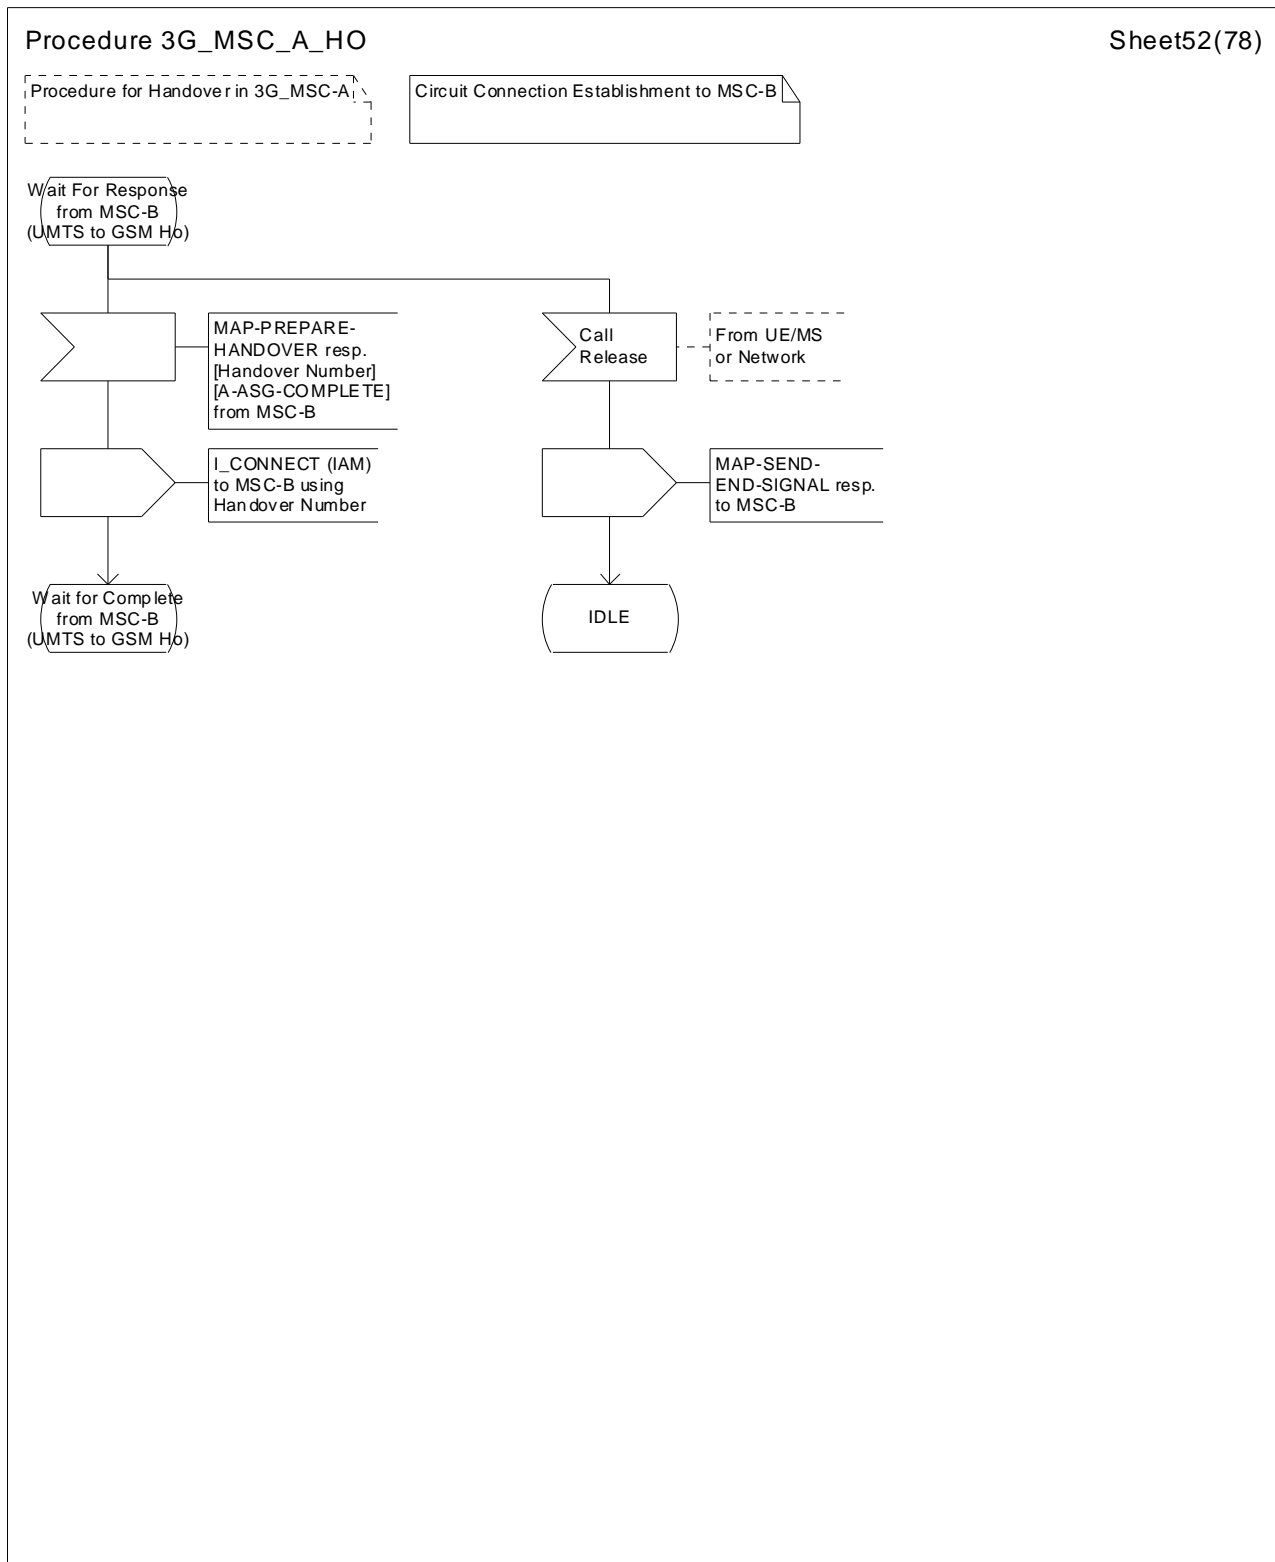 Procedure 3G_MSC_A_HO
Sheet52(78)
Procedure for Handover in 3G_MSC-A
Circuit Connection Establishment to MSC-B
Wait For Response
from MSC-B
(UMTS to GSM Ho)
MAP-PREPARE-
HANDOVER resp.
[Handover Number]
[A-ASG-COMPLETE]
from MSC-B
Call
Release
From UE/MS
or Network
I_CONNECT (IAM)
to MSC-B using
Handover Number
MAP-SEND-
END-SIGNAL resp.
to MSC-B
Wait for Complete
from MSC-B
(UMTS to GSM Ho)
IDLE